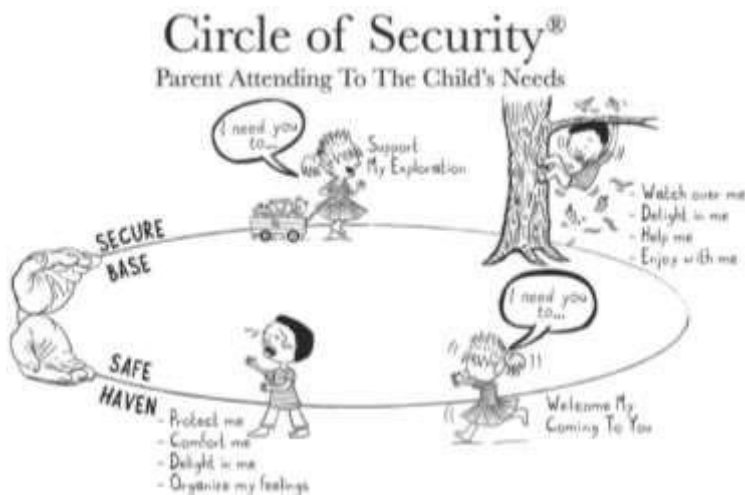 Circle of Security®
Parent Attending To The Child's Needs
I need you
to...
Support
My Exploration
- Watch over me
- Delight in me
- Help me
- Enjoy with me
SECURE
BASE
I need you
to...
SAFE
HAVEN
- Protect me
- Comfort me
- Delight in me
- Organize my feelings
Welcome My
Coming To You